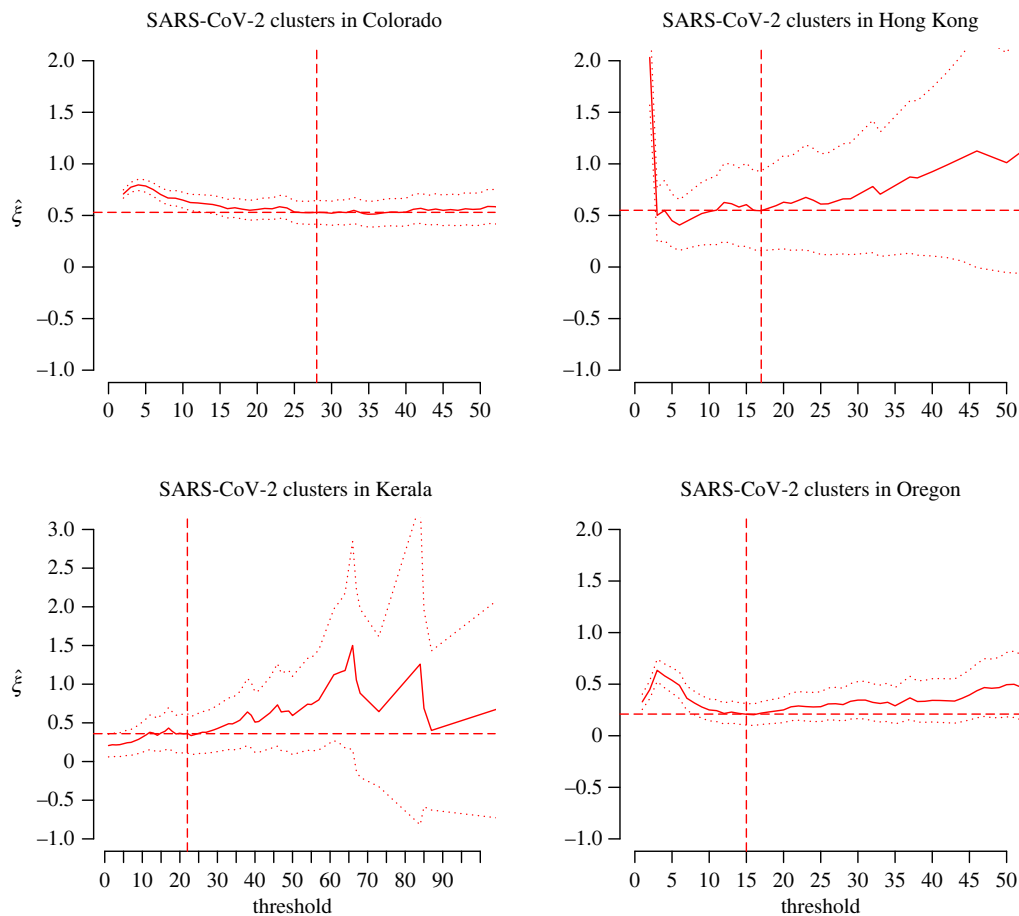 SARS-CoV-2 clusters in Colorado
2.0
1.5
1.0
0.5
0
–0.5
–1.0
ξ̂
0 5 10 15 20 25 30 35 40 45 50
SARS-CoV-2 clusters in Hong Kong
2.0
1.5
1.0
0.5
0
–0.5
–1.0
0 5 10 15 20 25 30 35 40 45 50
SARS-CoV-2 clusters in Kerala
3.0
2.5
2.0
1.5
1.0
0.5
0
–0.5
–1.0
ξ̂
0 10 20 30 40 50 60 70 80 90
threshold
SARS-CoV-2 clusters in Oregon
2.0
1.5
1.0
0.5
0
–0.5
–1.0
0 5 10 15 20 25 30 35 40 45 50
threshold